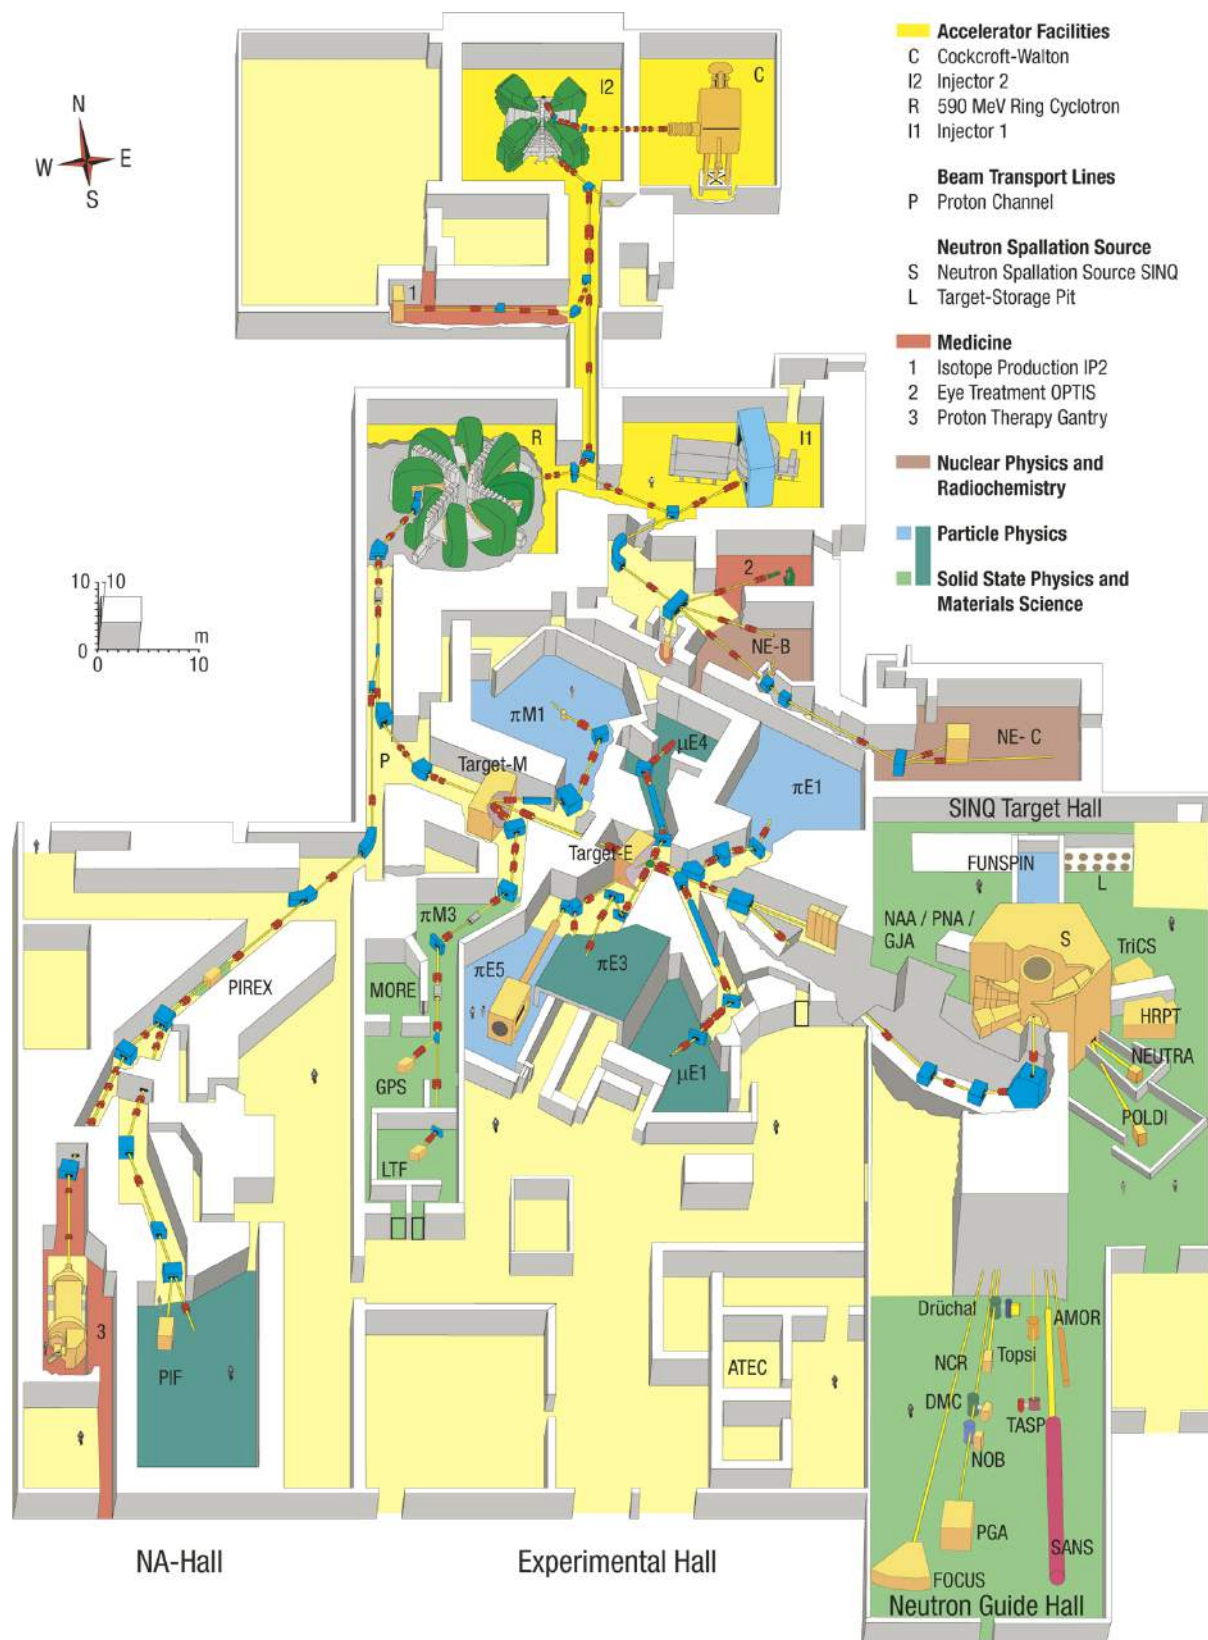 Accelerator Facilities
C Cockcroft-Walton
I2 Injector 2
R 590 MeV Ring Cyclotron
I1 Injector 1
Beam Transport Lines
P Proton Channel
Neutron Spallation Source
S Neutron Spallation Source SINQ
L Target-Storage Pit
Medicine
1 Isotope Production IP2
2 Eye Treatment OPTIS
3 Proton Therapy Gantry
Nuclear Physics and
Radiochemistry
Particle Physics
Solid State Physics and
Materials Science
N
W E
S
I2
C
1
R
I1
10 10
0
m
0 10
2
NE-B
πM1
μE4
NE- C
P
Target-M
πE1
SINQ Target Hall
Target-E
FUNSPIN
L
NAA / PNA /
GJA
S
TriCS
πM3
πE5
πE3
PIREX
MORE
HRPT
NEUTRA
GPS
μE1
POLDI
LTF
3
PIF
Drüchal
AMOR
NCR
Topsi
ATEC
DMC
TASP
NOB
PGA
SANS
FOCUS
NA-Hall
Experimental Hall
Neutron Guide Hall